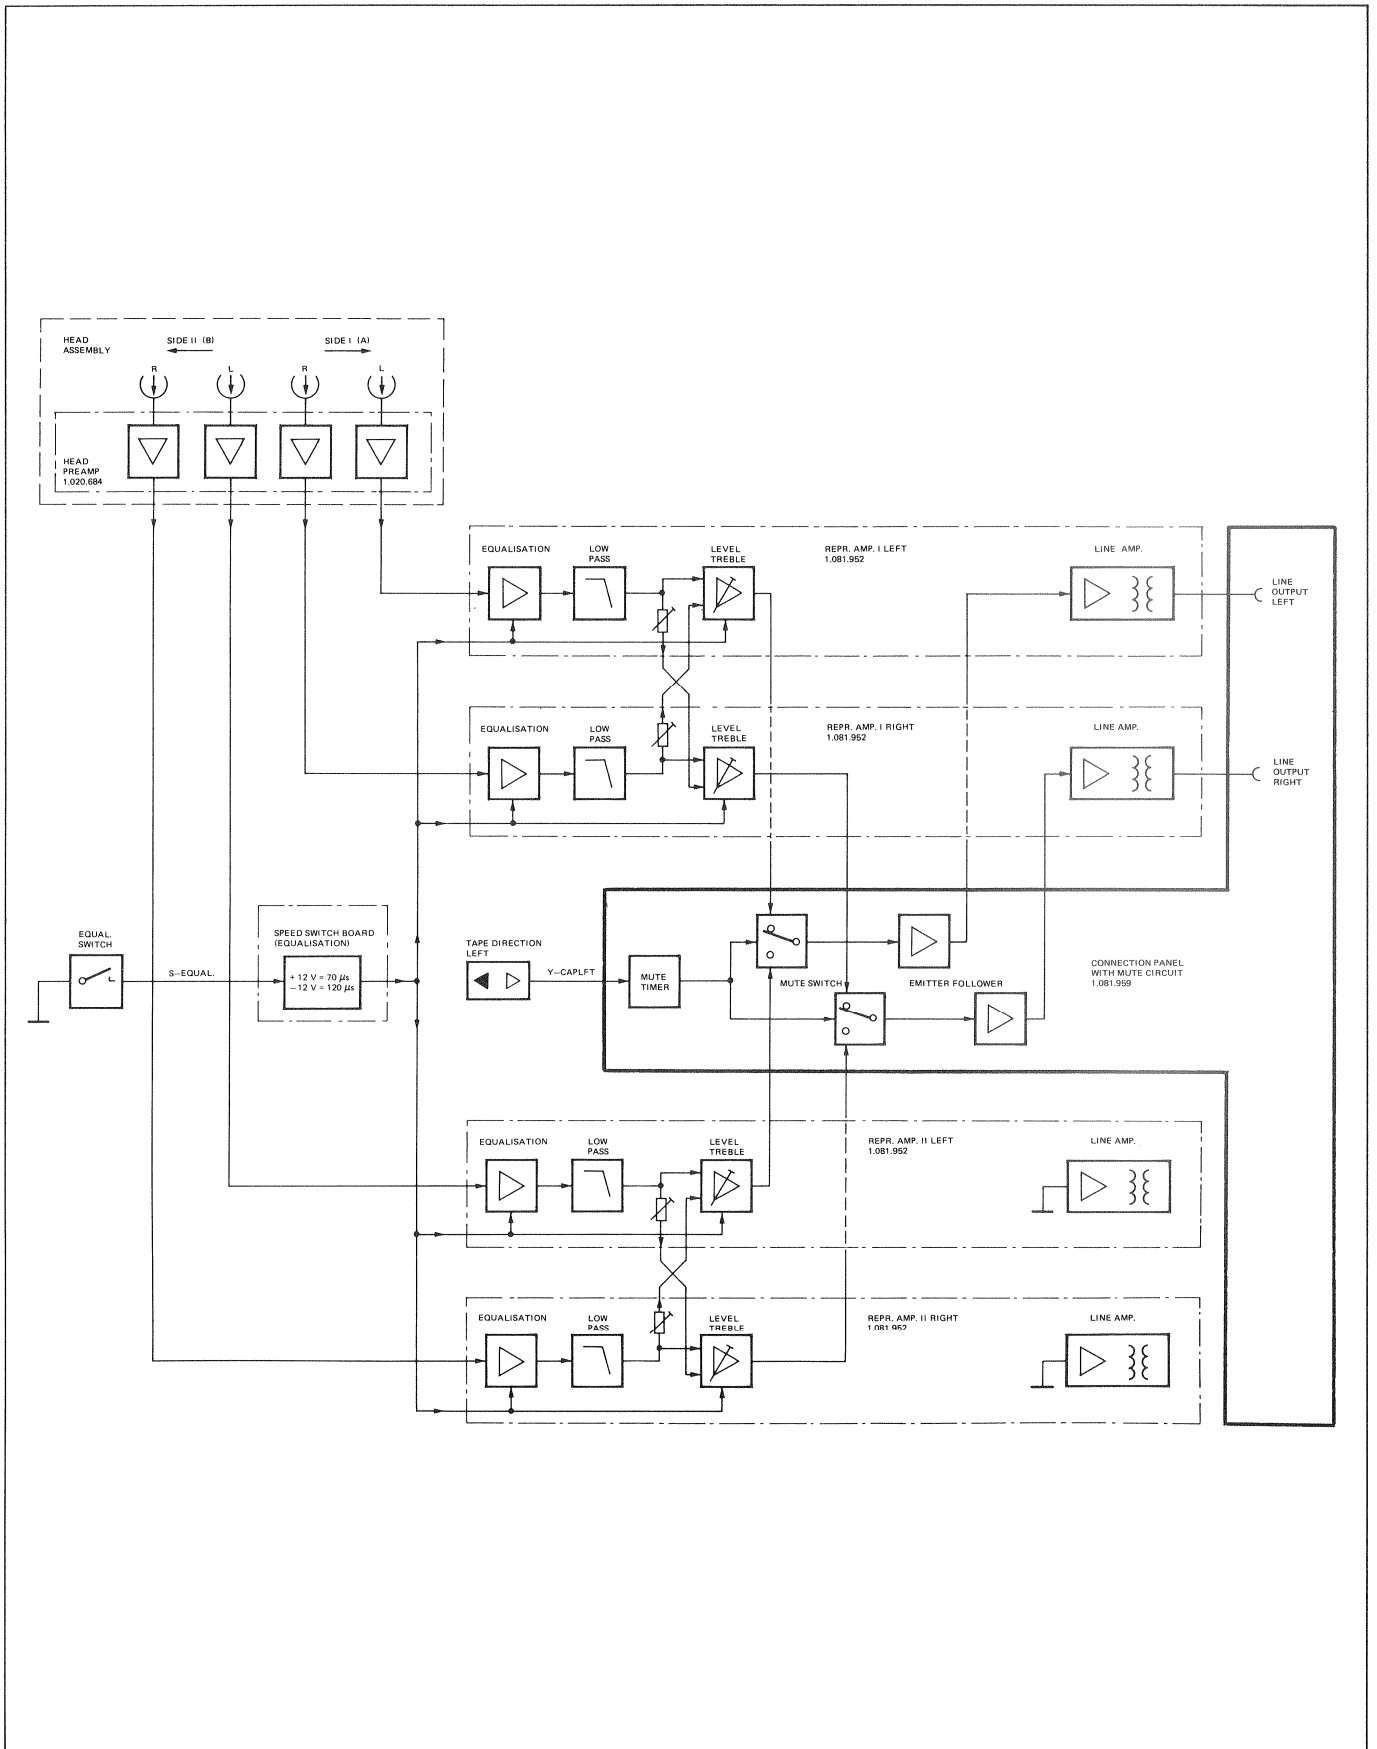 HEAD
ASSEMBLY
SIDE II (B)
SIDE I (A)
R
L
R
L
HEAD
PREAMP
1.020.684
EQUALISATION
LOW
PASS
LEVEL
TREBLE
REPR. AMP. I LEFT
1.081.952
LINE AMP.
LINE
OUTPUT
LEFT
EQUALISATION
LOW
PASS
LEVEL
TREBLE
REPR. AMP. I RIGHT
1.081.952
LINE AMP.
LINE
OUTPUT
RIGHT
EQUAL.
SWITCH
S–EQUAL.
SPEED SWITCH BOARD
(EQUALISATION)
+ 12 V = 70 µs
– 12 V = 120 µs
TAPE DIRECTION
LEFT
Y–CAPLFT
MUTE
TIMER
MUTE SWITCH
EMITTER FOLLOWER
CONNECTION PANEL
WITH MUTE CIRCUIT
1.081.959
EQUALISATION
LOW
PASS
LEVEL
TREBLE
REPR. AMP. II LEFT
1.081.952
LINE AMP.
EQUALISATION
LOW
PASS
LEVEL
TREBLE
REPR. AMP. II RIGHT
1.081.952
LINE AMP.